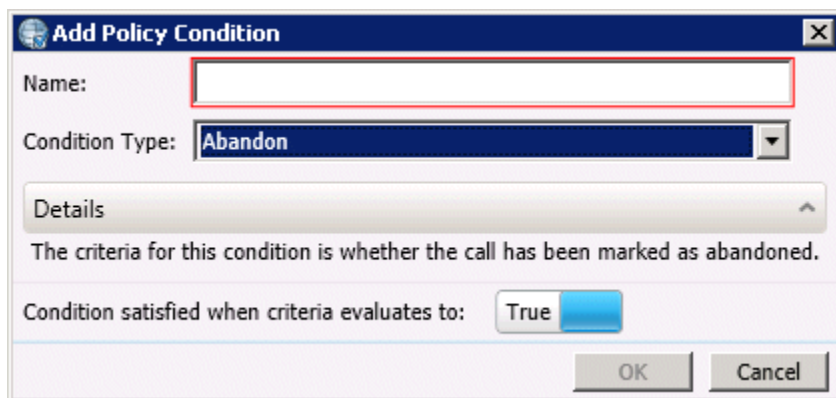 Add Policy Condition
Name:
Condition Type: Abandon
Details
The criteria for this condition is whether the call has been marked as abandoned.
Condition satisfied when criteria evaluates to: True
OK Cancel